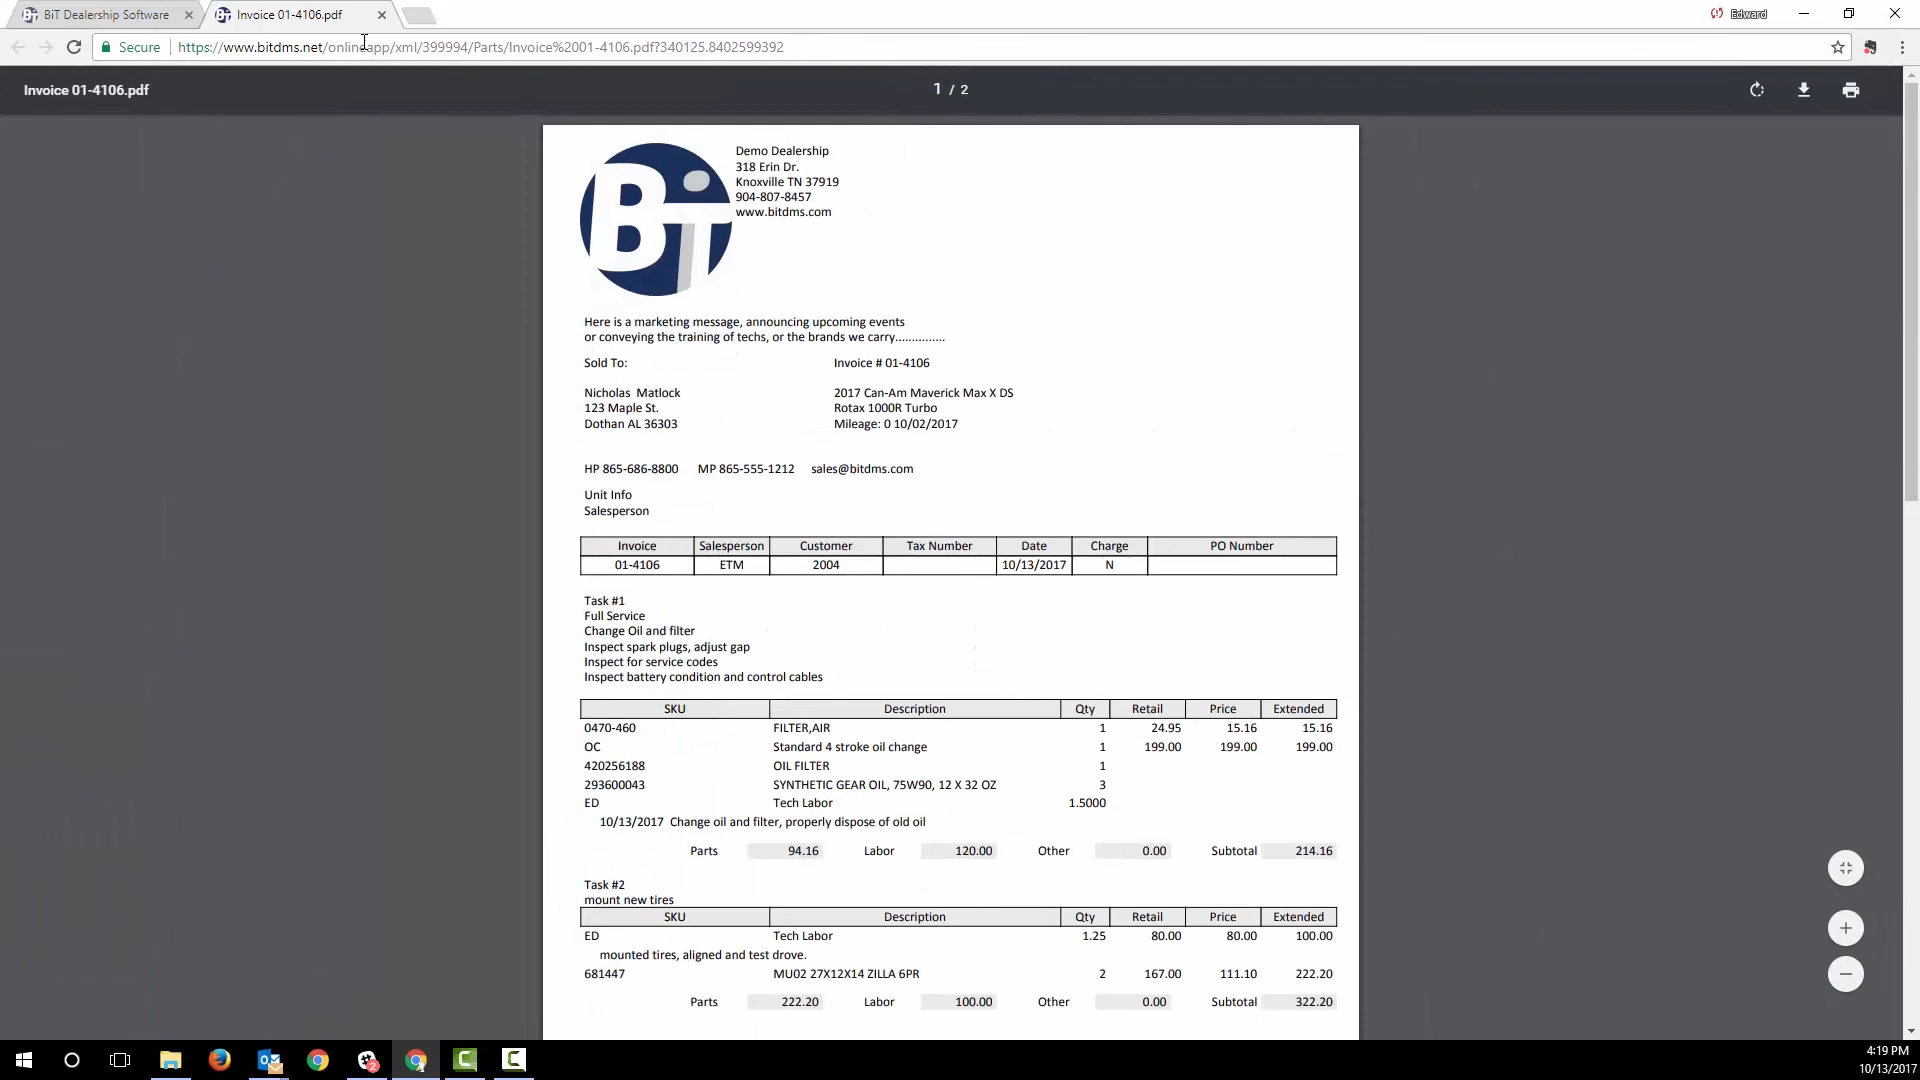 BiT Dealership Software
Invoice 01-4106.pdf
Edward
Secure
https://www.bitdms.net/onlineapp/xml/399994/Parts/Invoice%2001-4106.pdf?340125.8402599392
Invoice 01-4106.pdf
1 / 2
BiT
Demo Dealership
318 Erin Dr.
Knoxville TN 37919
904-807-8457
www.bitdms.com
Here is a marketing message, announcing upcoming events
or conveying the training of techs, or the brands we carry...............
Sold To: Invoice # 01-4106
Nicholas Matlock 2017 Can-Am Maverick Max X DS
123 Maple St. Rotax 1000R Turbo
Dothan AL 36303 Mileage: 0 10/02/2017
HP 865-686-8800 MP 865-555-1212 sales@bitdms.com
Unit Info
Salesperson
Invoice Salesperson Customer Tax Number Date Charge PO Number
01-4106 ETM 2004 10/13/2017 N
Task #1
Full Service
Change Oil and filter
Inspect spark plugs, adjust gap
Inspect for service codes
Inspect battery condition and control cables
SKU Description Qty Retail Price Extended
0470-460 FILTER,AIR 1 24.95 15.16 15.16
OC Standard 4 stroke oil change 1 199.00 199.00 199.00
420256188 OIL FILTER 1
293600043 SYNTHETIC GEAR OIL, 75W90, 12 X 32 OZ 3
ED Tech Labor 1.5000
10/13/2017 Change oil and filter, properly dispose of old oil
Parts 94.16 Labor 120.00 Other 0.00 Subtotal 214.16
Task #2
mount new tires
SKU Description Qty Retail Price Extended
ED Tech Labor 1.25 80.00 80.00 100.00
mounted tires, aligned and test drove.
681447 MU02 27X12X14 ZILLA 6PR 2 167.00 111.10 222.20
Parts 222.20 Labor 100.00 Other 0.00 Subtotal 322.20
2
4:19 PM
10/13/2017